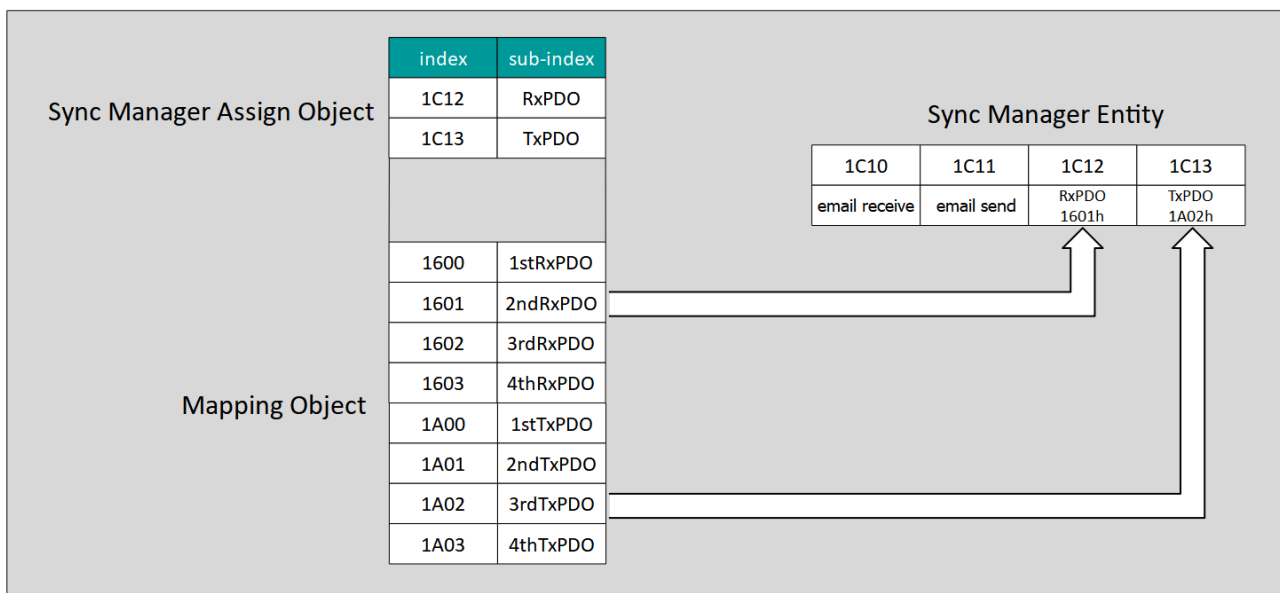 index sub-index
Sync Manager Assign Object
1C12 RxPDO
1C13 TxPDO
Sync Manager Entity
1C10 1C11 1C12 1C13
email receive email send RxPDO 1601h TxPDO 1A02h
Mapping Object
1600 1stRxPDO
1601 2ndRxPDO
1602 3rdRxPDO
1603 4thRxPDO
1A00 1stTxPDO
1A01 2ndTxPDO
1A02 3rdTxPDO
1A03 4thTxPDO